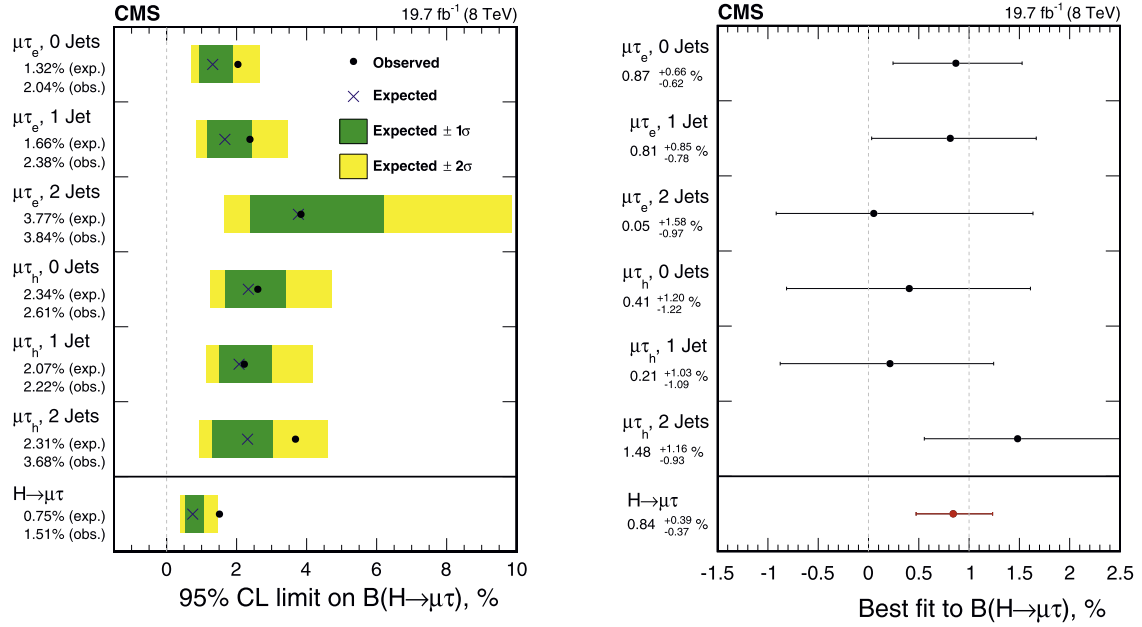 CMS 19.7 fb⁻¹ (8 TeV)
μτₑ, 0 Jets
1.32% (exp.)
2.04% (obs.)
μτₑ, 1 Jet
1.66% (exp.)
2.38% (obs.)
μτₑ, 2 Jets
3.77% (exp.)
3.84% (obs.)
μτₕ, 0 Jets
2.34% (exp.)
2.61% (obs.)
μτₕ, 1 Jet
2.07% (exp.)
2.22% (obs.)
μτₕ, 2 Jets
2.31% (exp.)
3.68% (obs.)
H→μτ
0.75% (exp.)
1.51% (obs.)
Observed
Expected
Expected ± 1σ
Expected ± 2σ
0 2 4 6 8 10
95% CL limit on B(H→μτ), %
CMS 19.7 fb⁻¹ (8 TeV)
μτₑ, 0 Jets
0.87 +0.66 -0.62 %
μτₑ, 1 Jet
0.81 +0.85 -0.78 %
μτₑ, 2 Jets
0.05 +1.58 -0.97 %
μτₕ, 0 Jets
0.41 +1.20 -1.22 %
μτₕ, 1 Jet
0.21 +1.03 -1.09 %
μτₕ, 2 Jets
1.48 +1.16 -0.93 %
H→μτ
0.84 +0.39 -0.37 %
-1.5 -1 -0.5 0 0.5 1 1.5 2 2.5
Best fit to B(H→μτ), %